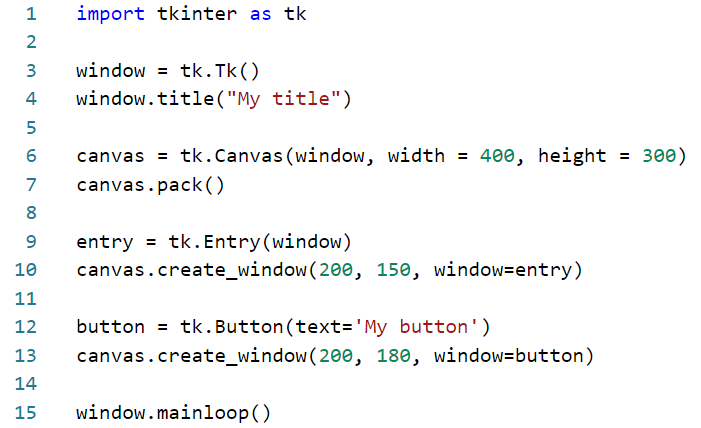 1 import tkinter as tk
2
3 window = tk.Tk()
4 window.title("My title")
5
6 canvas = tk.Canvas(window, width = 400, height = 300)
7 canvas.pack()
8
9 entry = tk.Entry(window)
10 canvas.create_window(200, 150, window=entry)
11
12 button = tk.Button(text='My button')
13 canvas.create_window(200, 180, window=button)
14
15 window.mainloop()